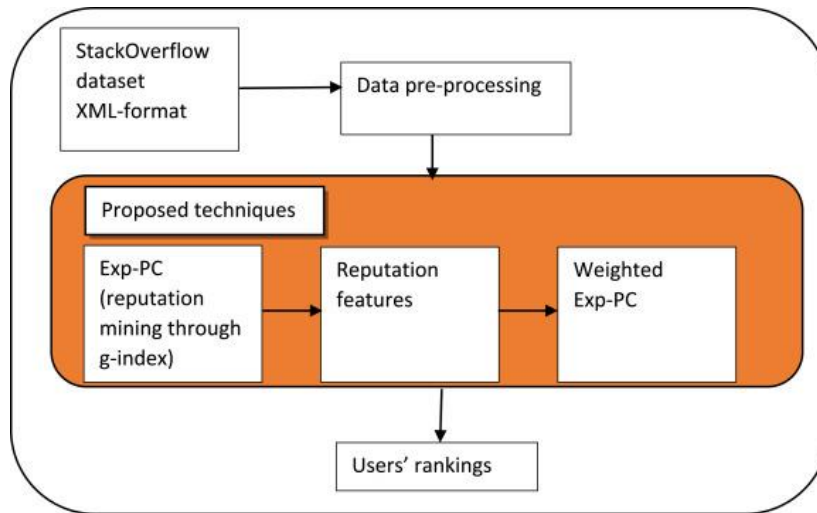 StackOverflow
dataset
XML-format
Data pre-processing
Proposed techniques
Exp-PC
(reputation
mining through
g-index)
Reputation
features
Weighted
Exp-PC
Users’ rankings